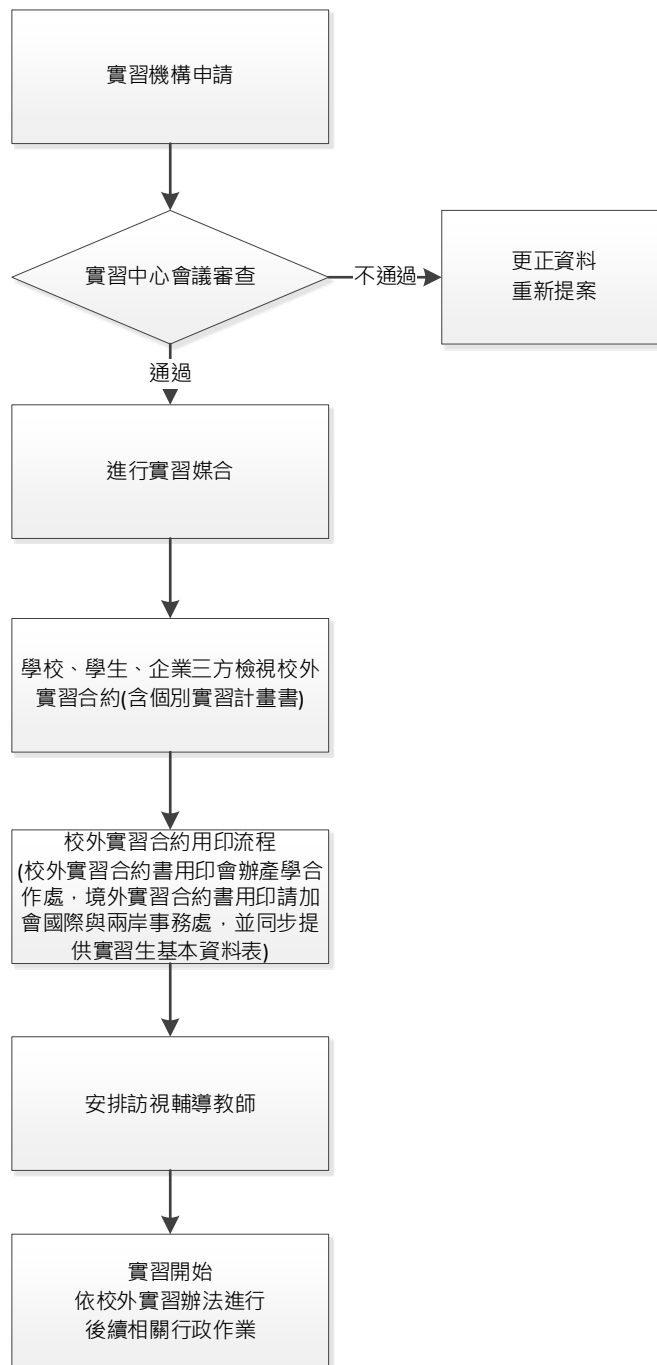 實習機構申請
實習中心會議審查
不通過
更正資料
重新提案
通過
進行實習媒合
學校、學生、企業三方檢視校外
實習合約(含個別實習計畫書)
校外實習合約用印流程
(校外實習合約書用印會辦產學合
作處，境外實習合約書用印請加
會國際與兩岸事務處，並同步提
供實習生基本資料表)
安排訪視輔導教師
實習開始
依校外實習辦法進行
後續相關行政作業